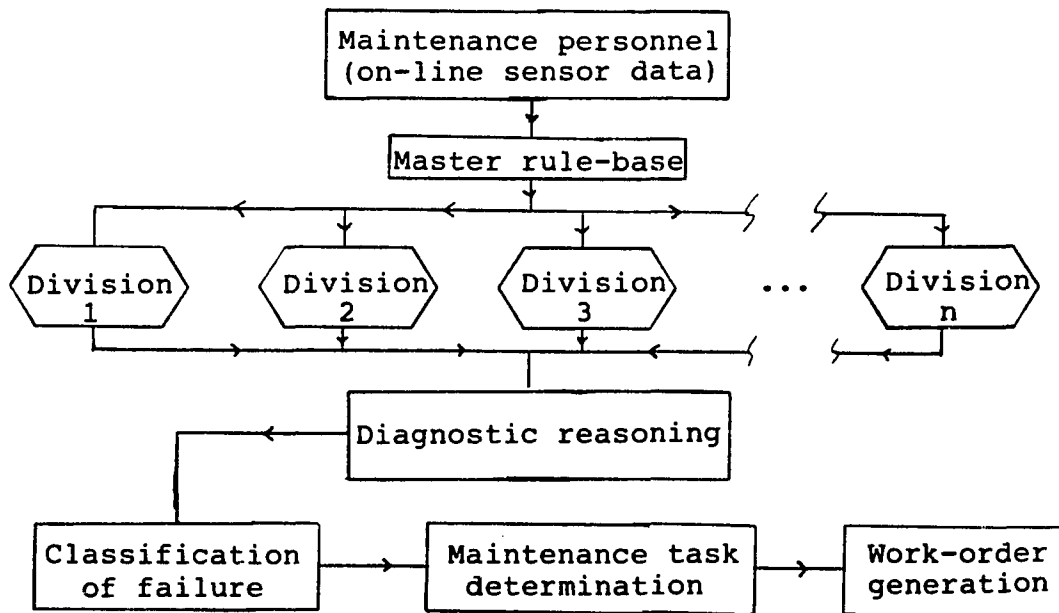 Maintenance personnel
(on-line sensor data)
Master rule-base
Division
1
Division
2
Division
3
...
Division
n
Diagnostic reasoning
Classification
of failure
Maintenance task
determination
Work-order
generation